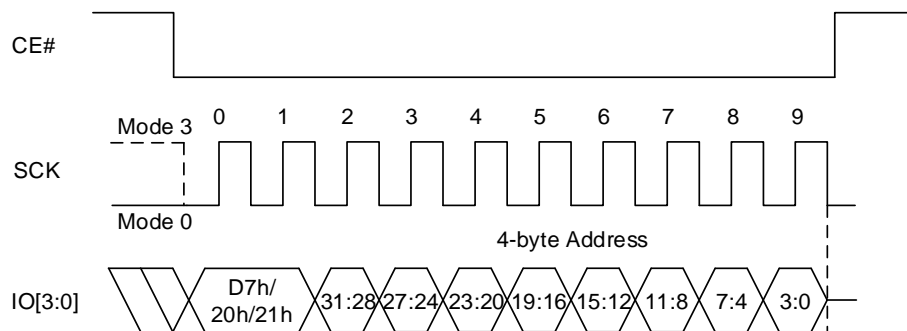 CE#
0 1 2 3 4 5 6 7 8 9
Mode 3
SCK
Mode 0
4-byte Address
IO[3:0]
D7h/
20h/21h
31:28 27:24 23:20 19:16 15:12 11:8 7:4 3:0